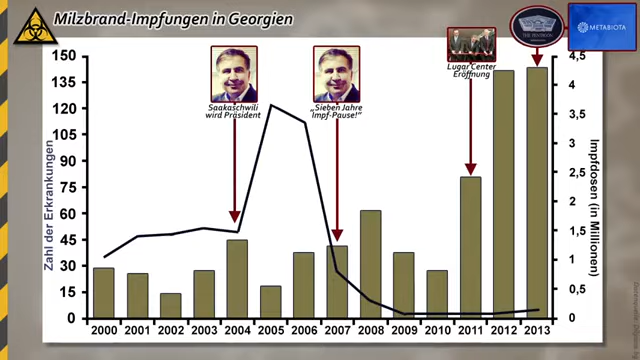 Milzbrand-Impfungen in Georgien
THE PENTAGON
METABIOTA
Saakaschwili
wird Präsident
„Sieben Jahre
Impf-Pause!“
Lugar Center
Eröffnung
Zahl der Erkrankungen
150
135
120
105
90
75
60
45
30
15
0
4,5
4
3,5
3
2,5
2
1,5
1
0,5
0
Impfdosen (in Millionen)
2000 2001 2002 2003 2004 2005 2006 2007 2008 2009 2010 2011 2012 2013